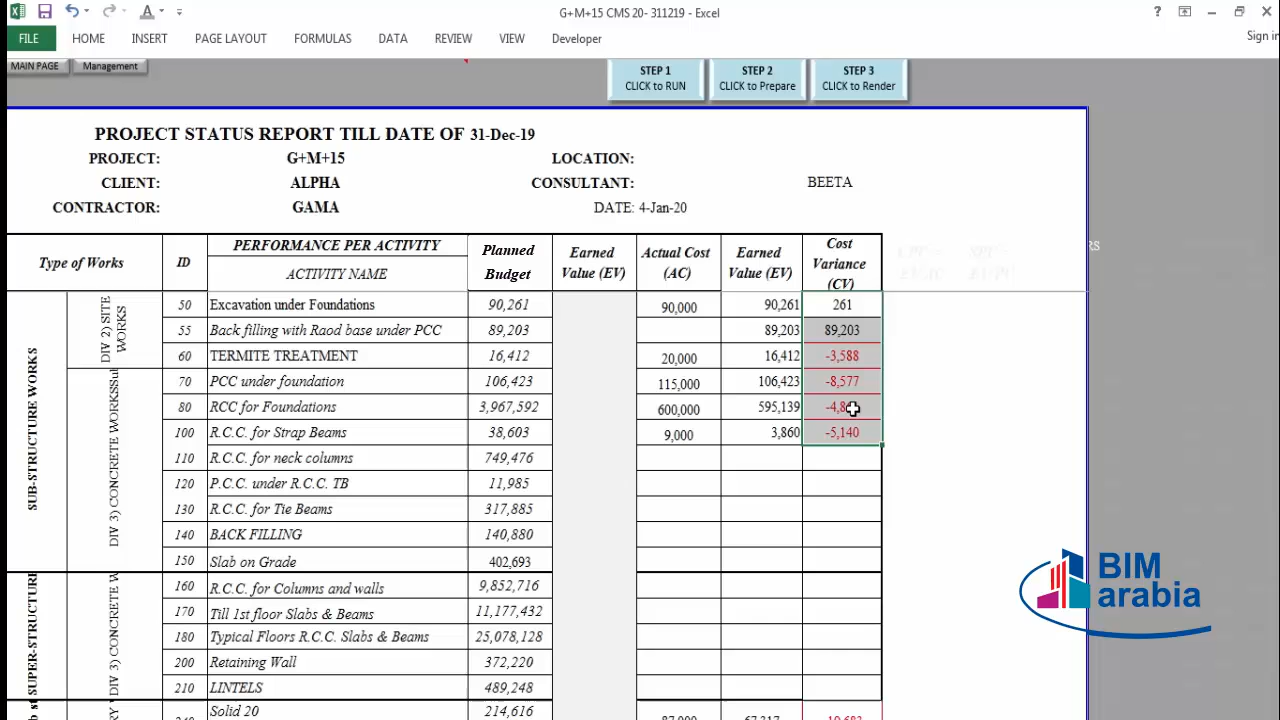 G+M+15 CMS 20- 311219 - Excel
FILE HOME INSERT PAGE LAYOUT FORMULAS DATA REVIEW VIEW Developer Sign in
MAIN PAGE Management
STEP 1 STEP 2 STEP 3
CLICK to RUN CLICK to Prepare CLICK to Render
PROJECT STATUS REPORT TILL DATE OF 31-Dec-19
PROJECT: G+M+15 LOCATION:
CLIENT: ALPHA CONSULTANT: BEETA
CONTRACTOR: GAMA DATE: 4-Jan-20
Type of Works ID PERFORMANCE PER ACTIVITY Planned Budget Earned Value (EV) Actual Cost (AC) Earned Value (EV) Cost Variance (CV)
ACTIVITY NAME
SUB-STRUCTURE WORKS
DIV 2) SITE WORKS
50 Excavation under Foundations 90,261 90,000 90,261 261
55 Back filling with Raod base under PCC 89,203 89,203 89,203
60 TERMITE TREATMENT 16,412 20,000 16,412 -3,588
DIV 3) CONCRETE WORKSSul
70 PCC under foundation 106,423 115,000 106,423 -8,577
80 RCC for Foundations 3,967,592 600,000 595,139
100 R.C.C. for Strap Beams 38,603 9,000 3,860 -5,140
110 R.C.C. for neck columns 749,476
120 P.C.C. under R.C.C. TB 11,985
130 R.C.C. for Tie Beams 317,885
140 BACK FILLING 140,880
150 Slab on Grade 402,693
SUPER-STRUCTURE
DIV 3) CONCRETE W
160 R.C.C. for Columns and walls 9,852,716
170 Till 1st floor Slabs & Beams 11,177,432
180 Typical Floors R.C.C. Slabs & Beams 25,078,128
200 Retaining Wall 372,220
210 LINTELS 489,248
Solid 20 214,616
BIM
arabia